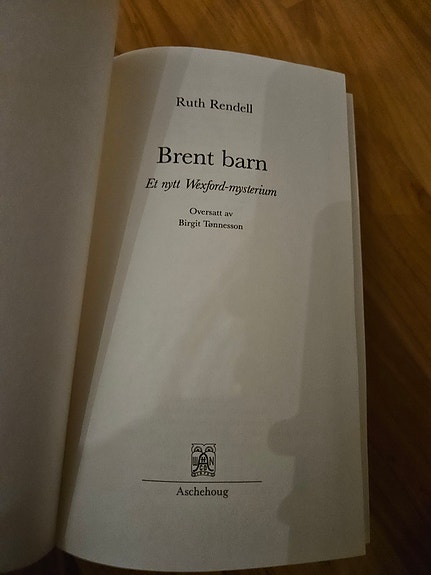 Ruth Rendell
Brent barn
Et nytt Wexford-mysterium
Oversatt av
Birgit Tønnesson
Aschehoug